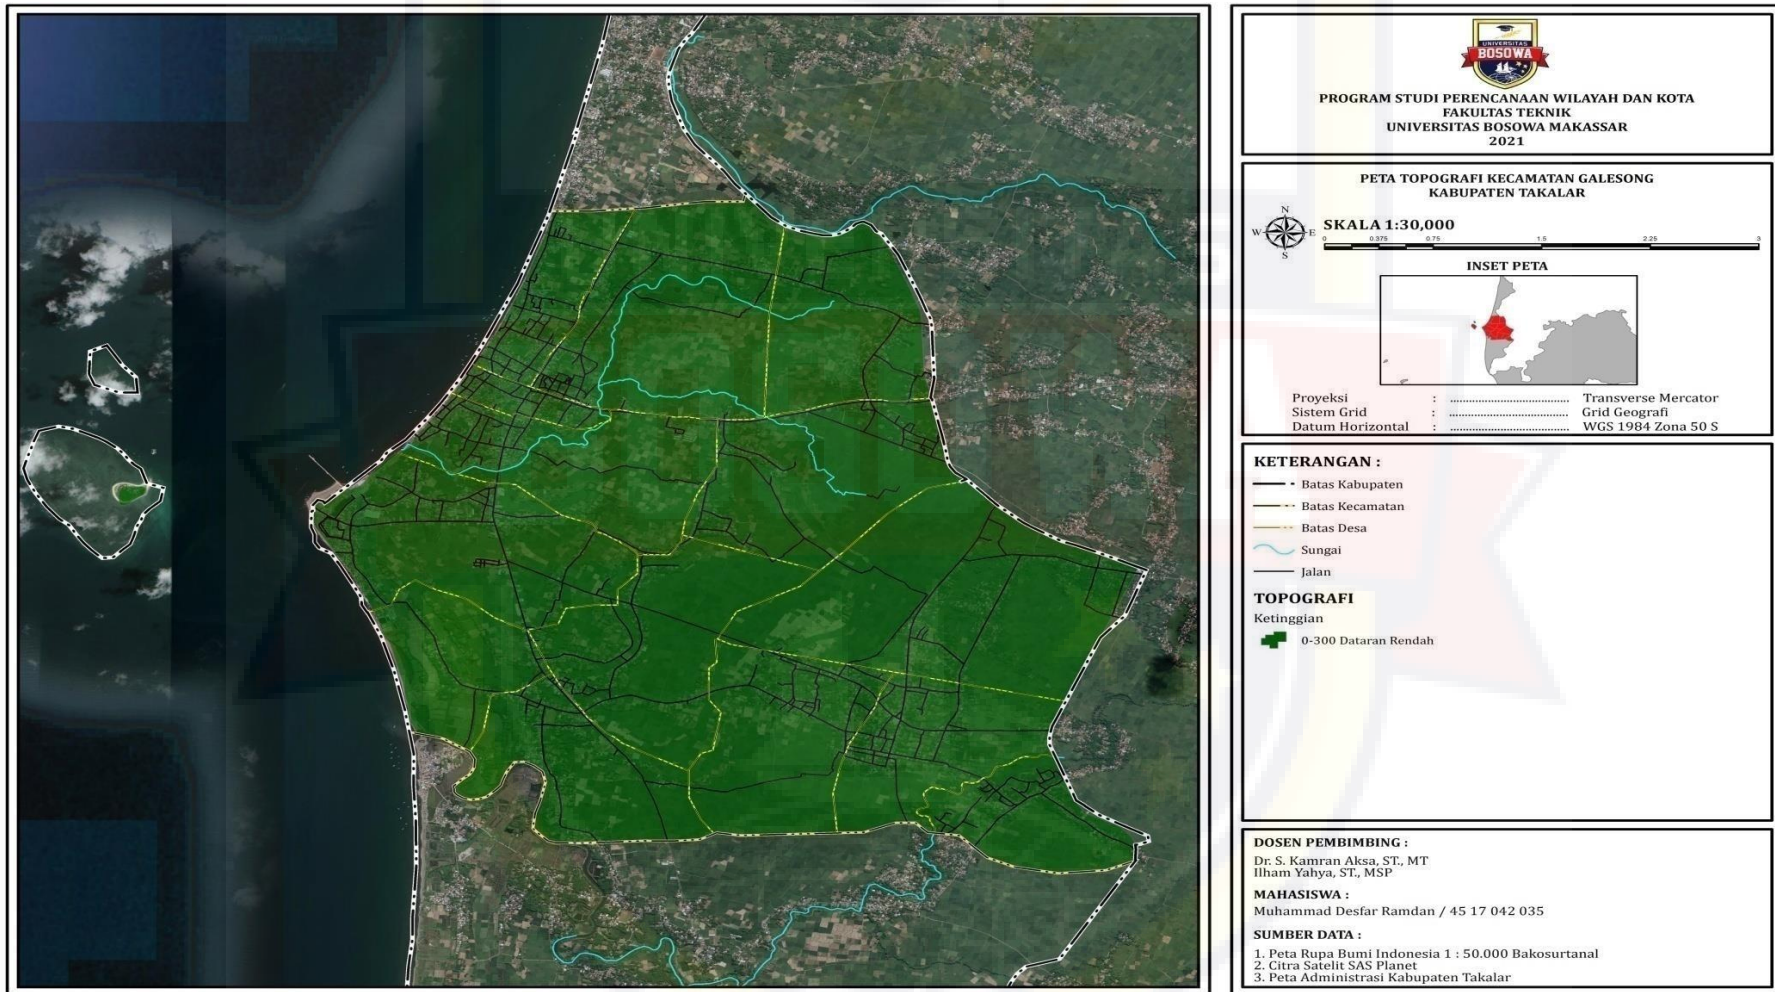 UNIVERSITAS
BOSOWA
PROGRAM STUDI PERENCANAAN WILAYAH DAN KOTA
FAKULTAS TEKNIK
UNIVERSITAS BOSOWA MAKASSAR
2021
PETA TOPOGRAFI KECAMATAN GALESONG
KABUPATEN TAKALAR
N
W E
S
SKALA 1:30,000
0 0.375 0.75 1.5 2.25 3
INSET PETA
Proyeksi : .............................. Transverse Mercator
Sistem Grid : .............................. Grid Geografi
Datum Horizontal : .............................. WGS 1984 Zona 50 S
KETERANGAN :
Batas Kabupaten
Batas Kecamatan
Batas Desa
Sungai
Jalan
TOPOGRAFI
Ketinggian
0-300 Dataran Rendah
DOSEN PEMBIMBING :
Dr. S. Kamran Aksa, ST., MT
Ilham Yahya, ST., MSP
MAHASISWA :
Muhammad Desfar Ramdan / 45 17 042 035
SUMBER DATA :
1. Peta Rupa Bumi Indonesia 1 : 50.000 Bakosurtanal
2. Citra Satelit SAS Planet
3. Peta Administrasi Kabupaten Takalar